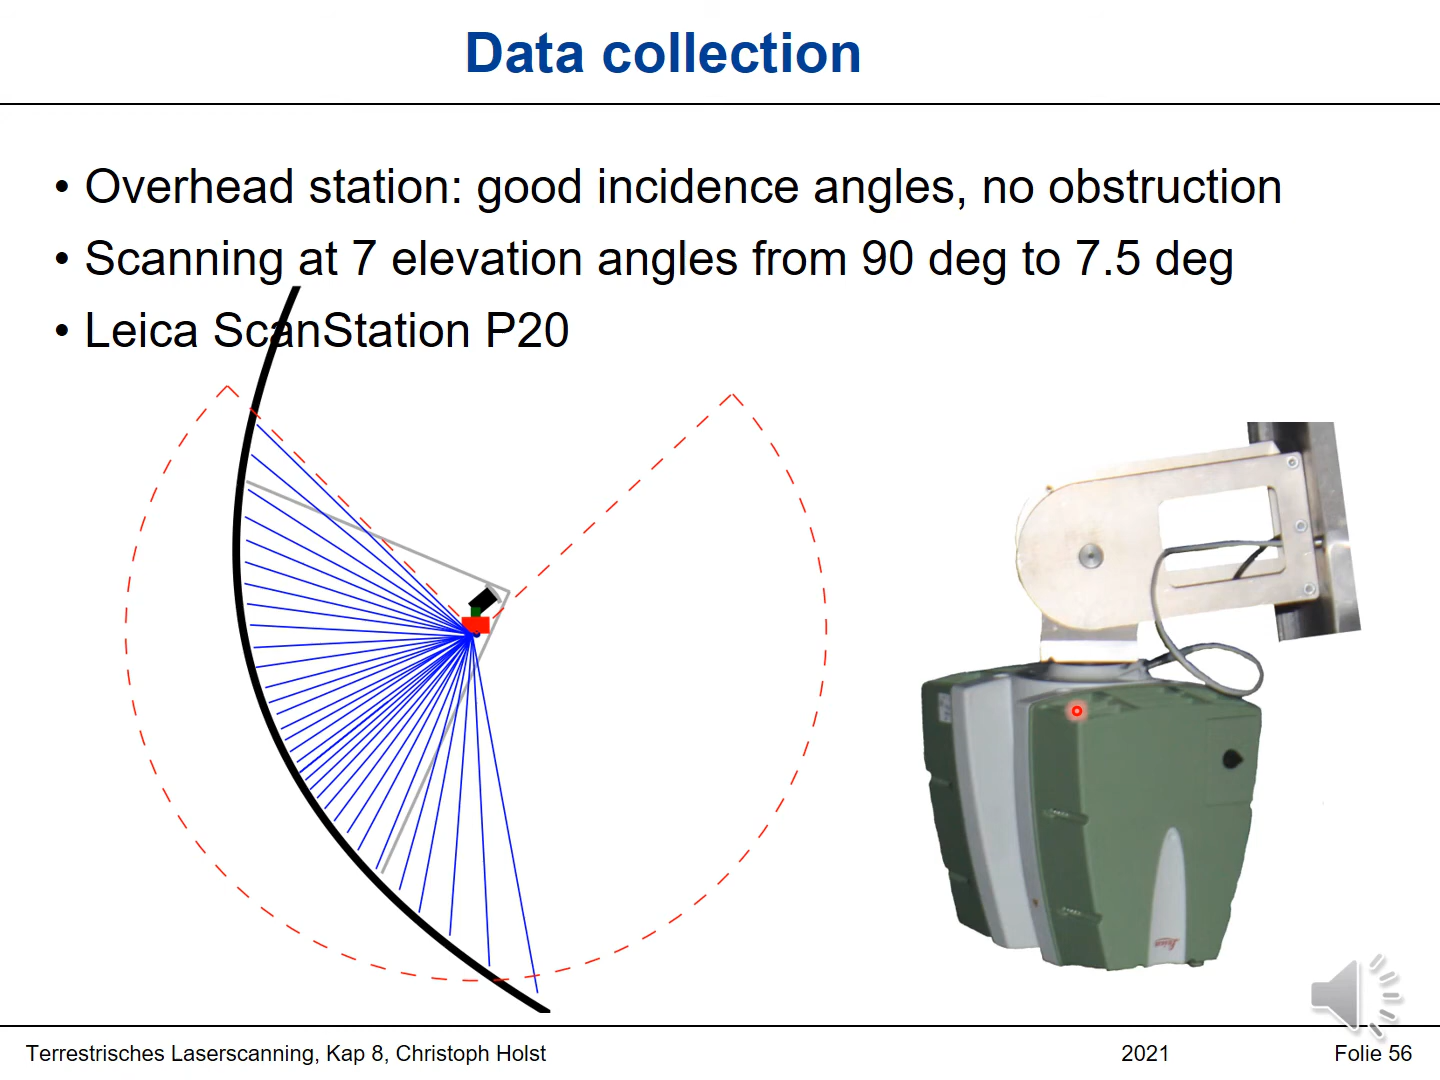 Data collection
• Overhead station: good incidence angles, no obstruction
• Scanning at 7 elevation angles from 90 deg to 7.5 deg
• Leica ScanStation P20
Leica
Terrestrisches Laserscanning, Kap 8, Christoph Holst
2021
Folie 56